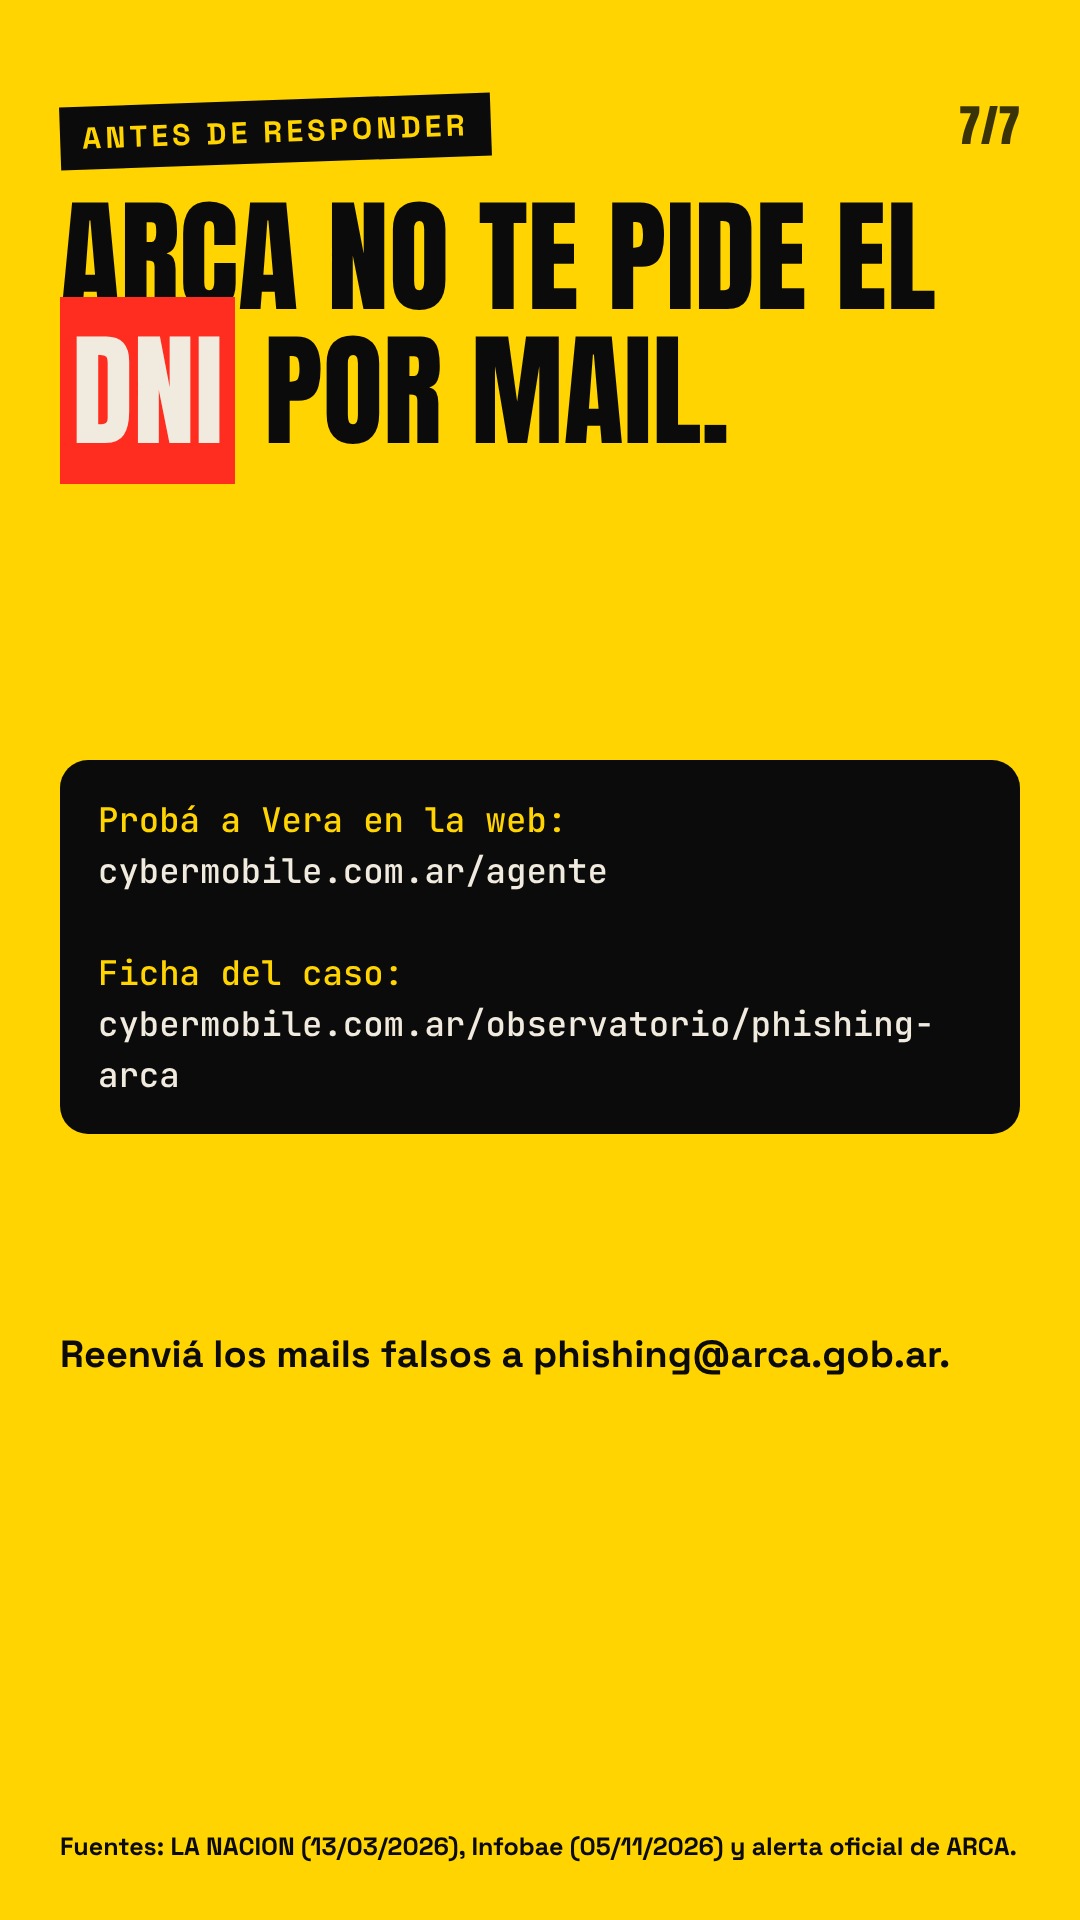 ANTES DE RESPONDER
7/7
ARCA NO TE PIDE EL
DNI POR MAIL.
Probá a Vera en la web:
cybermobile.com.ar/agente
Ficha del caso:
cybermobile.com.ar/observatorio/phishing-
arca
Reenviá los mails falsos a phishing@arca.gob.ar.
Fuentes: LA NACION (13/03/2026), Infobae (05/11/2026) y alerta oficial de ARCA.